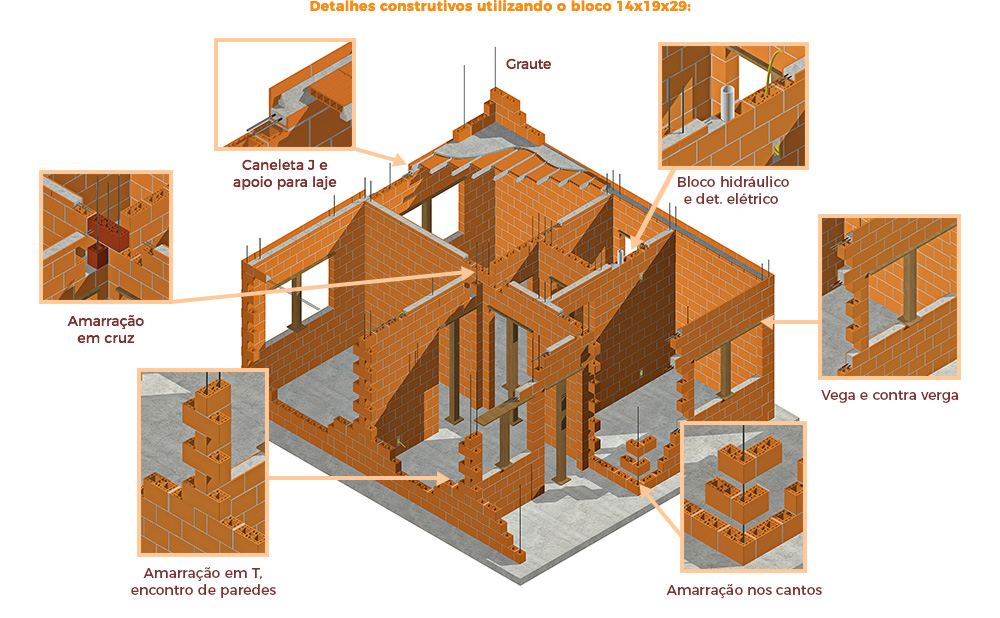 Detalhes construtivos utilizando o bloco 14x19x29:
Graute
Caneleta J e
apoio para laje
Bloco hidráulico
e det. elétrico
Amarração
em cruz
Vega e contra verga
Amarração em T,
encontro de paredes
Amarração nos cantos